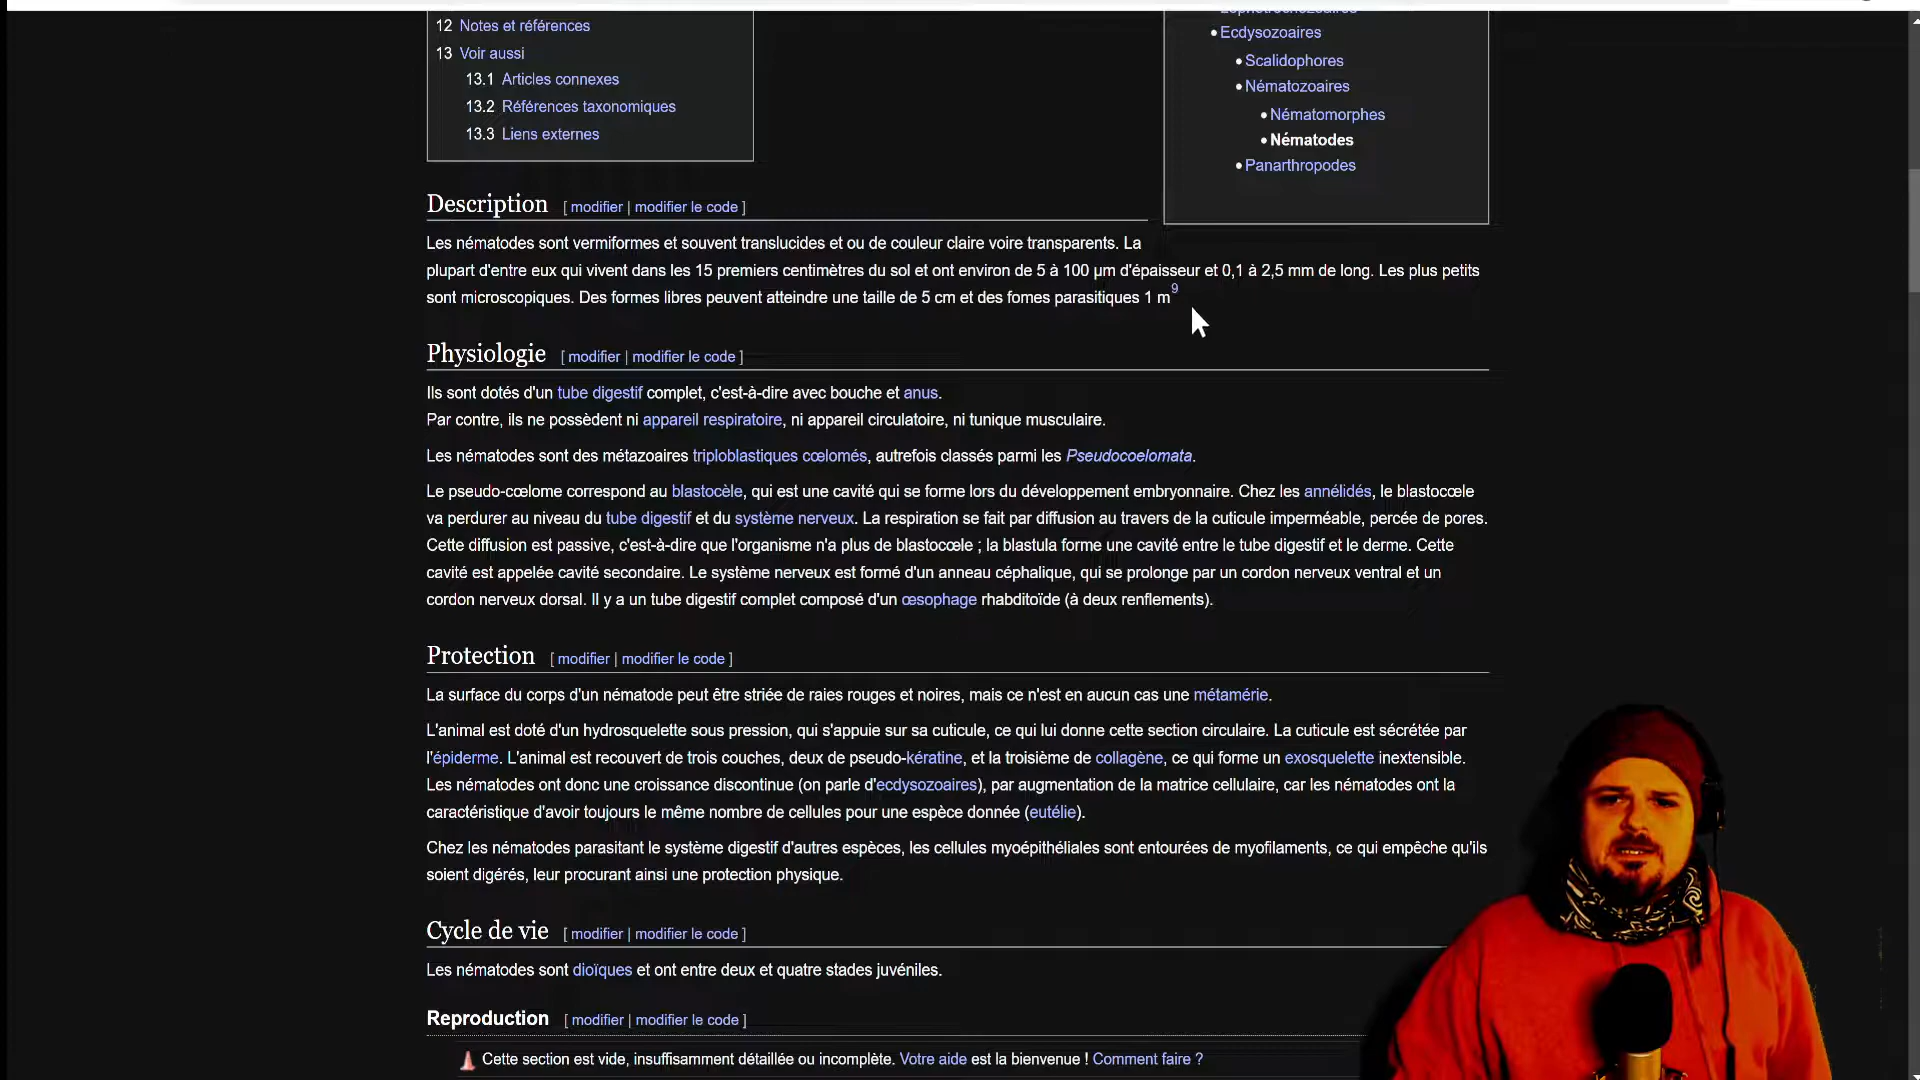 12 Notes et références
13 Voir aussi
13.1 Articles connexes
13.2 Références taxonomiques
13.3 Liens externes
• Ecdysozoaires
• Scalidophores
• Nématozoaires
• Nématomorphes
• Nématodes
• Panarthropodes
Description [ modifier | modifier le code ]
Les nématodes sont vermiformes et souvent translucides et ou de couleur claire voire transparents. La
plupart d'entre eux qui vivent dans les 15 premiers centimètres du sol et ont environ de 5 à 100 µm d'épaisseur et 0,1 à 2,5 mm de long. Les plus petits
sont microscopiques. Des formes libres peuvent atteindre une taille de 5 cm et des fomes parasitiques 1 m9
Physiologie [ modifier | modifier le code ]
Ils sont dotés d'un tube digestif complet, c'est-à-dire avec bouche et anus.
Par contre, ils ne possèdent ni appareil respiratoire, ni appareil circulatoire, ni tunique musculaire.
Les nématodes sont des métazoaires triploblastiques cœlomés, autrefois classés parmi les Pseudocoelomata.
Le pseudo-cœlome correspond au blastocèle, qui est une cavité qui se forme lors du développement embryonnaire. Chez les annélidés, le blastocœle
va perdurer au niveau du tube digestif et du système nerveux. La respiration se fait par diffusion au travers de la cuticule imperméable, percée de pores.
Cette diffusion est passive, c'est-à-dire que l'organisme n'a plus de blastocœle ; la blastula forme une cavité entre le tube digestif et le derme. Cette
cavité est appelée cavité secondaire. Le système nerveux est formé d'un anneau céphalique, qui se prolonge par un cordon nerveux ventral et un
cordon nerveux dorsal. Il y a un tube digestif complet composé d'un œsophage rhabditoïde (à deux renflements).
Protection [ modifier | modifier le code ]
La surface du corps d'un nématode peut être striée de raies rouges et noires, mais ce n'est en aucun cas une métamérie.
L'animal est doté d'un hydrosquelette sous pression, qui s'appuie sur sa cuticule, ce qui lui donne cette section circulaire. La cuticule est sécrétée par
l'épiderme. L'animal est recouvert de trois couches, deux de pseudo-kératine, et la troisième de collagène, ce qui forme un exosquelette inextensible.
Les nématodes ont donc une croissance discontinue (on parle d'ecdysozoaires), par augmentation de la matrice cellulaire, car les nématodes ont la
caractéristique d'avoir toujours le même nombre de cellules pour une espèce donnée (eutélie).
Chez les nématodes parasitant le système digestif d'autres espèces, les cellules myoépithéliales sont entourées de myofilaments, ce qui empêche qu'ils
soient digérés, leur procurant ainsi une protection physique.
Cycle de vie [ modifier | modifier le code ]
Les nématodes sont dioïques et ont entre deux et quatre stades juvéniles.
Reproduction [ modifier | modifier le code ]
Cette section est vide, insuffisamment détaillée ou incomplète. Votre aide est la bienvenue ! Comment faire ?